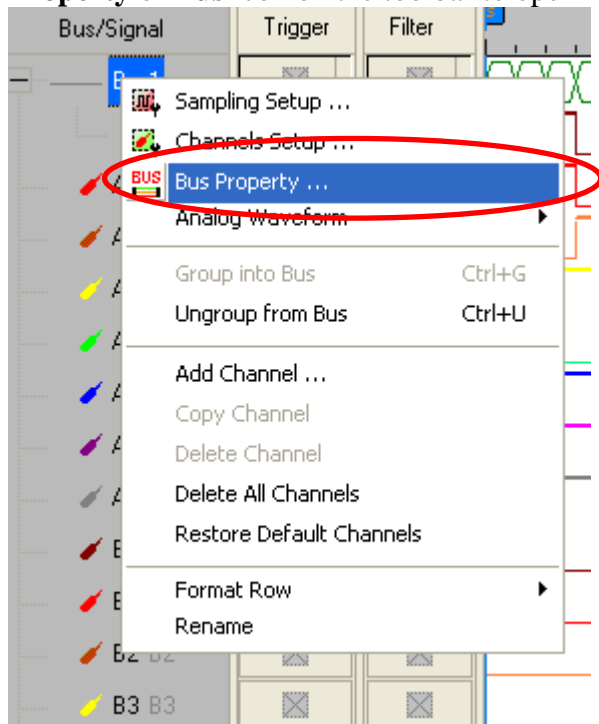 Bus/Signal Trigger Filter
Sampling Setup ...
Channels Setup ...
BUS Bus Property ...
Analog Waveform
Group into Bus Ctrl+G
Ungroup from Bus Ctrl+U
Add Channel ...
Copy Channel
Delete Channel
Delete All Channels
Restore Default Channels
Format Row
Rename
B2 B2
B3 B3